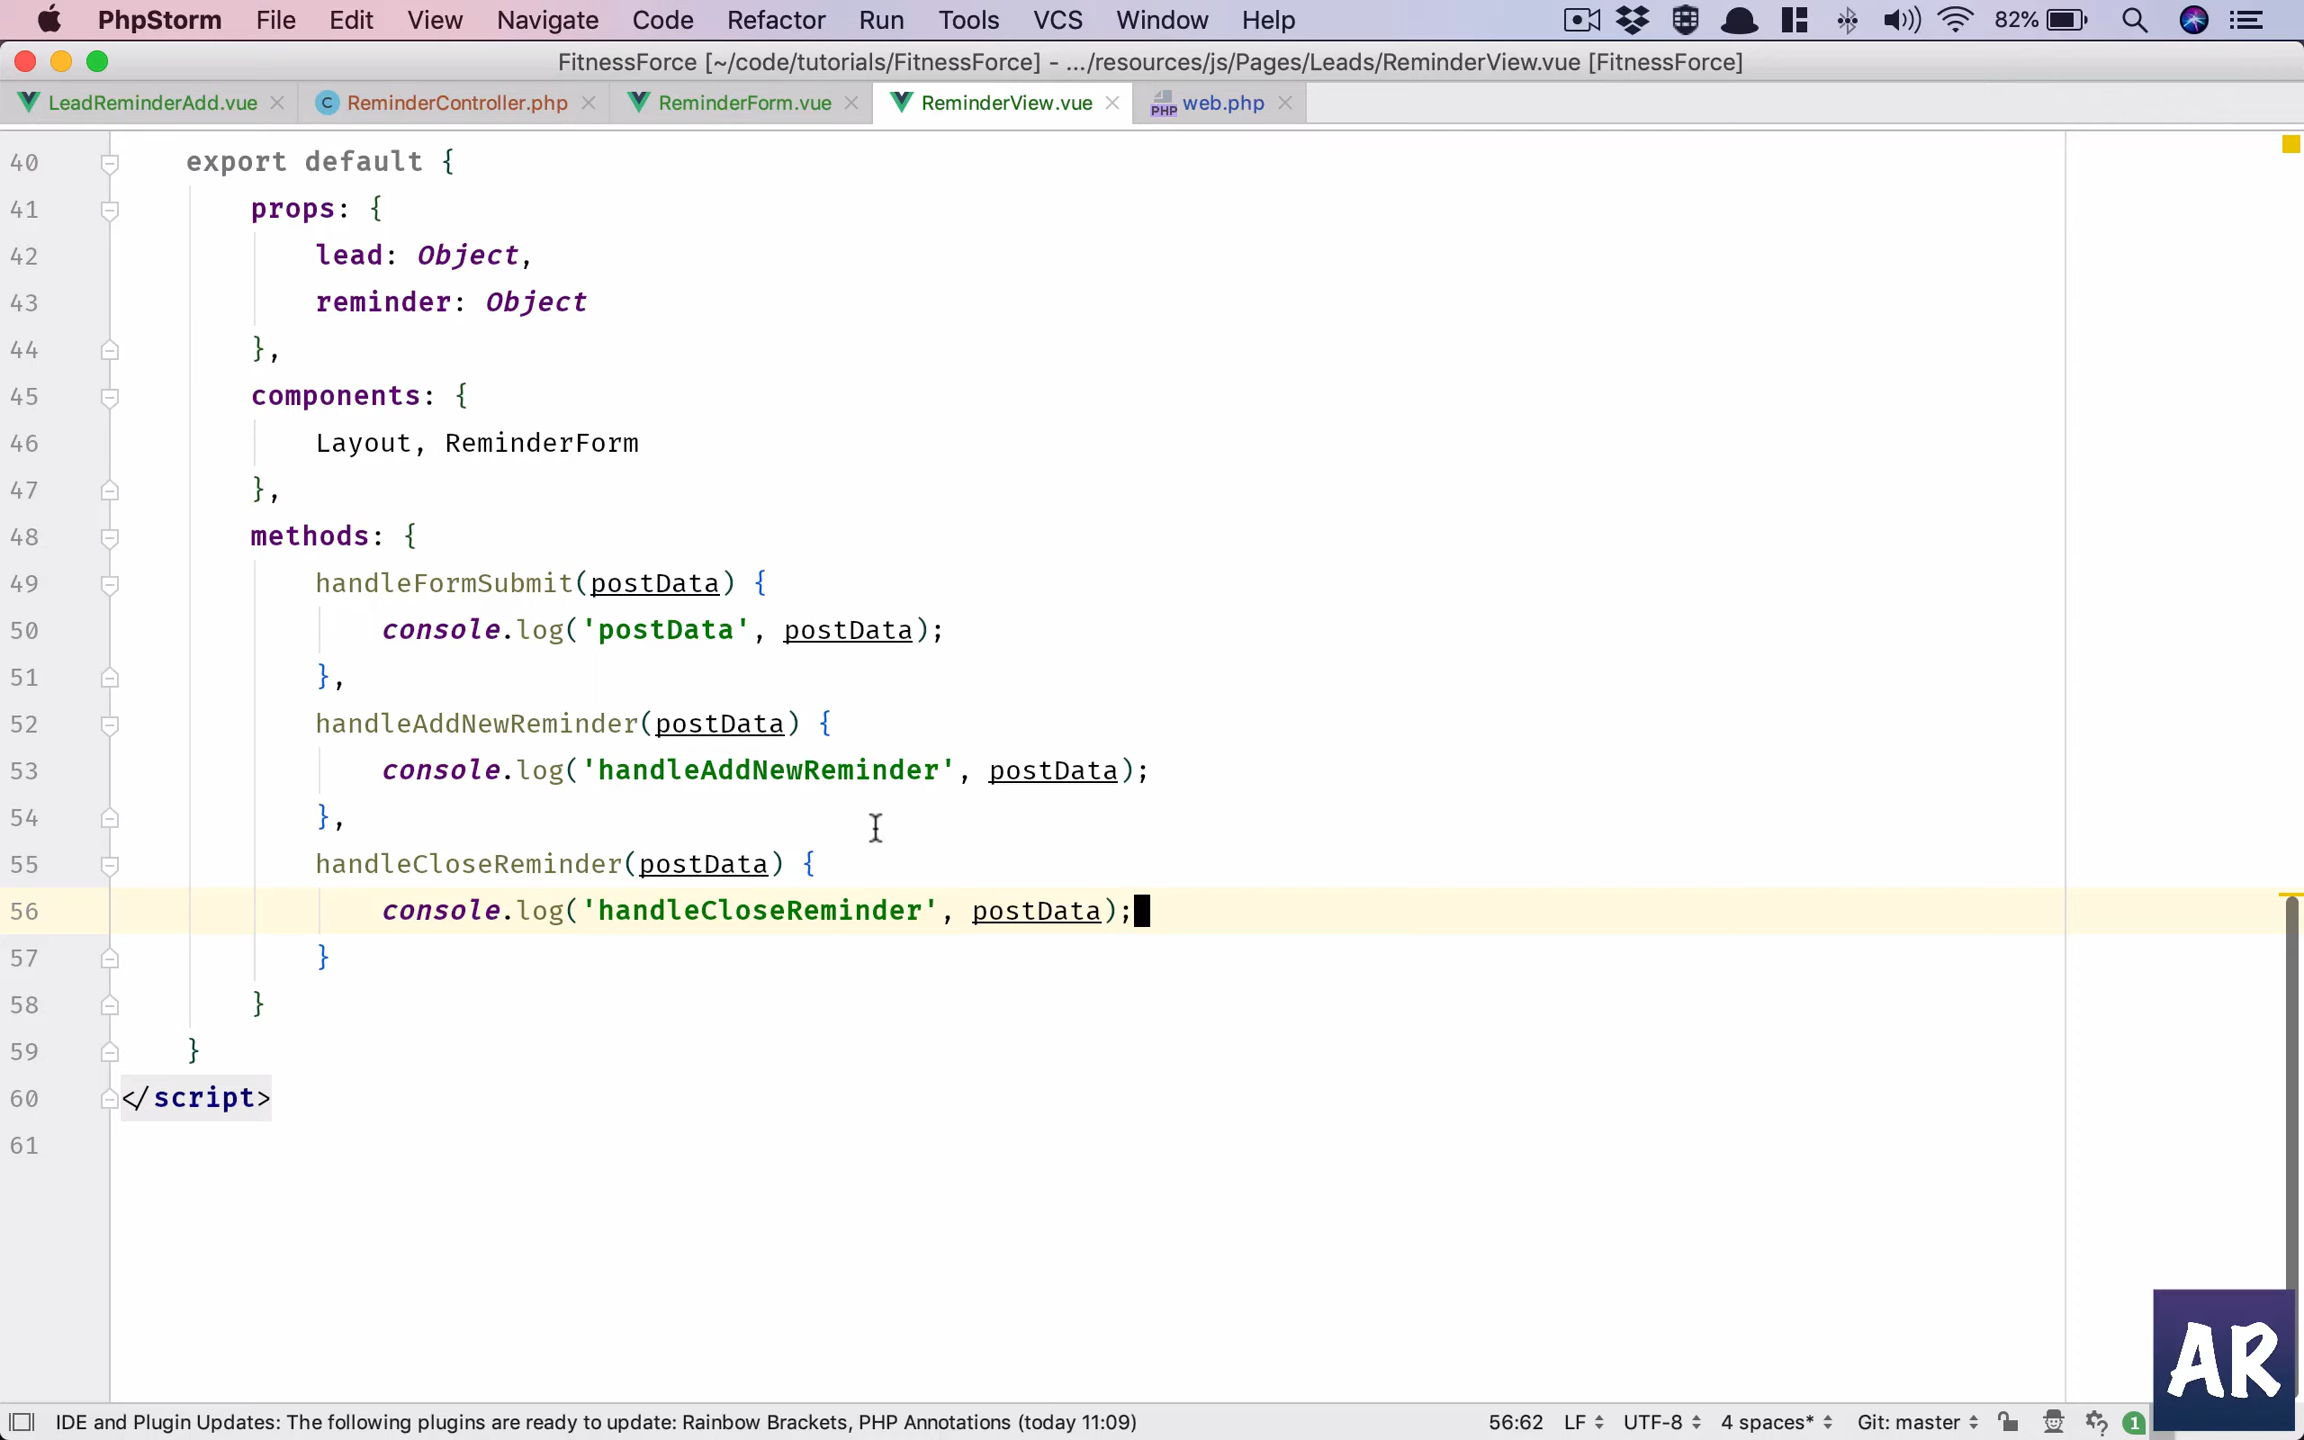 PhpStorm File Edit View Navigate Code Refactor Run Tools VCS Window Help 82%
FitnessForce [~/code/tutorials/FitnessForce] - .../resources/js/Pages/Leads/ReminderView.vue [FitnessForce]
LeadReminderAdd.vue C ReminderController.php ReminderForm.vue ReminderView.vue PHP web.php
40 export default {
41 props: {
42 lead: Object,
43 reminder: Object
44 },
45 components: {
46 Layout, ReminderForm
47 },
48 methods: {
49 handleFormSubmit(postData) {
50 console.log('postData', postData);
51 },
52 handleAddNewReminder(postData) {
53 console.log('handleAddNewReminder', postData);
54 },
55 handleCloseReminder(postData) {
56 console.log('handleCloseReminder', postData);
57 }
58 }
59 }
60 </script>
61
AR
IDE and Plugin Updates: The following plugins are ready to update: Rainbow Brackets, PHP Annotations (today 11:09) 56:62 LF UTF-8 4 spaces* Git: master 1